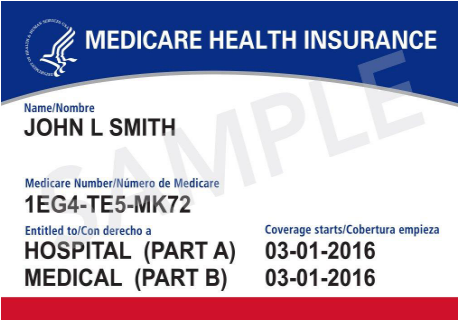 MEDICARE HEALTH INSURANCE
Name/Nombre
JOHN L SMITH
Medicare Number/Número de Medicare
1EG4-TE5-MK72
Entitled to/Con derecho a Coverage starts/Cobertura empieza
HOSPITAL (PART A) 03-01-2016
MEDICAL (PART B) 03-01-2016
SAMPLE